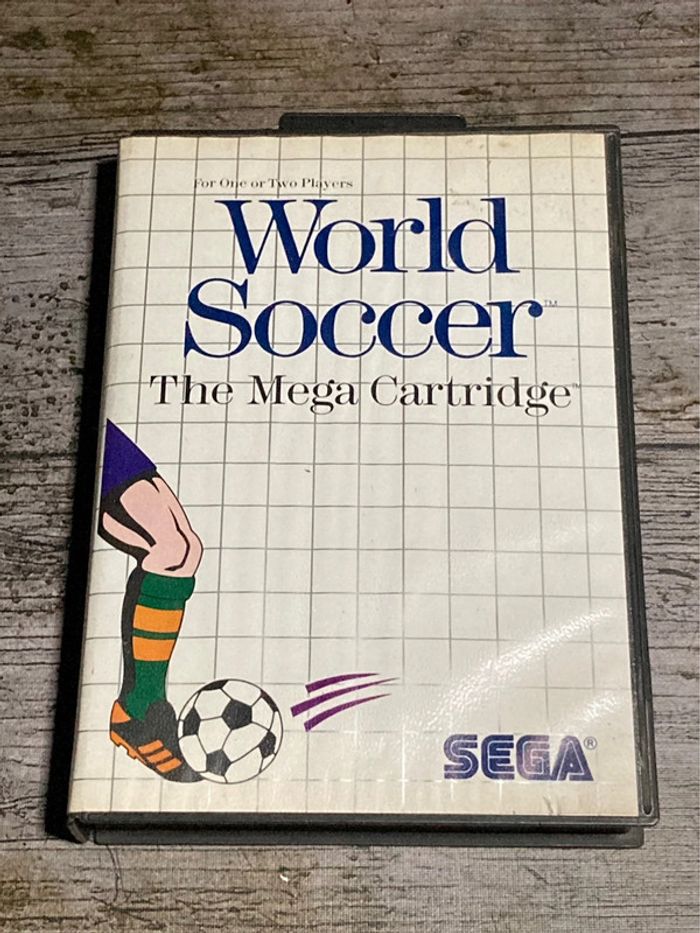 For One or Two Players
World
Soccer™
The Mega Cartridge™
SEGA®